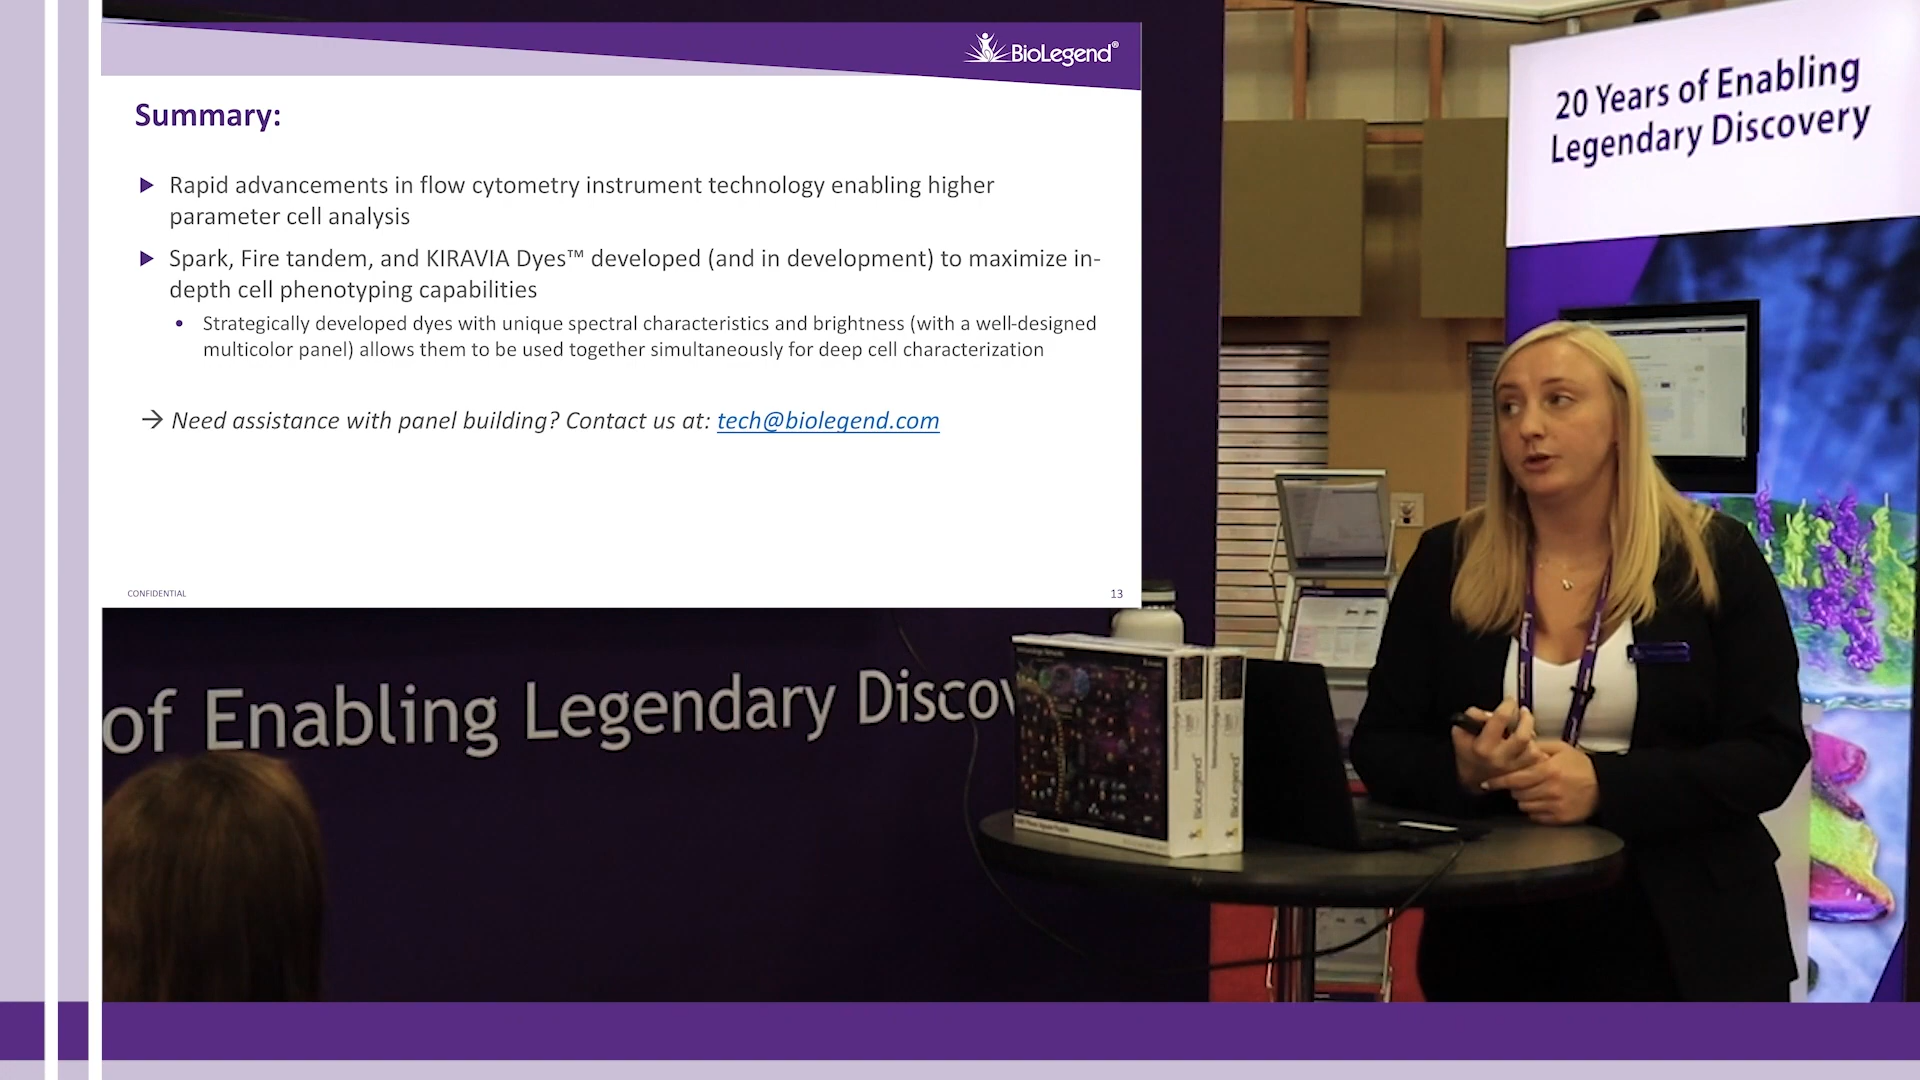 BioLegend®
Summary:
Rapid advancements in flow cytometry instrument technology enabling higher
parameter cell analysis
Spark, Fire tandem, and KIRAVIA Dyes™ developed (and in development) to maximize in-
depth cell phenotyping capabilities
Strategically developed dyes with unique spectral characteristics and brightness (with a well-designed
multicolor panel) allows them to be used together simultaneously for deep cell characterization
→ Need assistance with panel building? Contact us at: tech@biolegend.com
CONFIDENTIAL
13
20 Years of Enabling
Legendary Discovery
of Enabling Legendary Discov
BioLegend
BioLegend